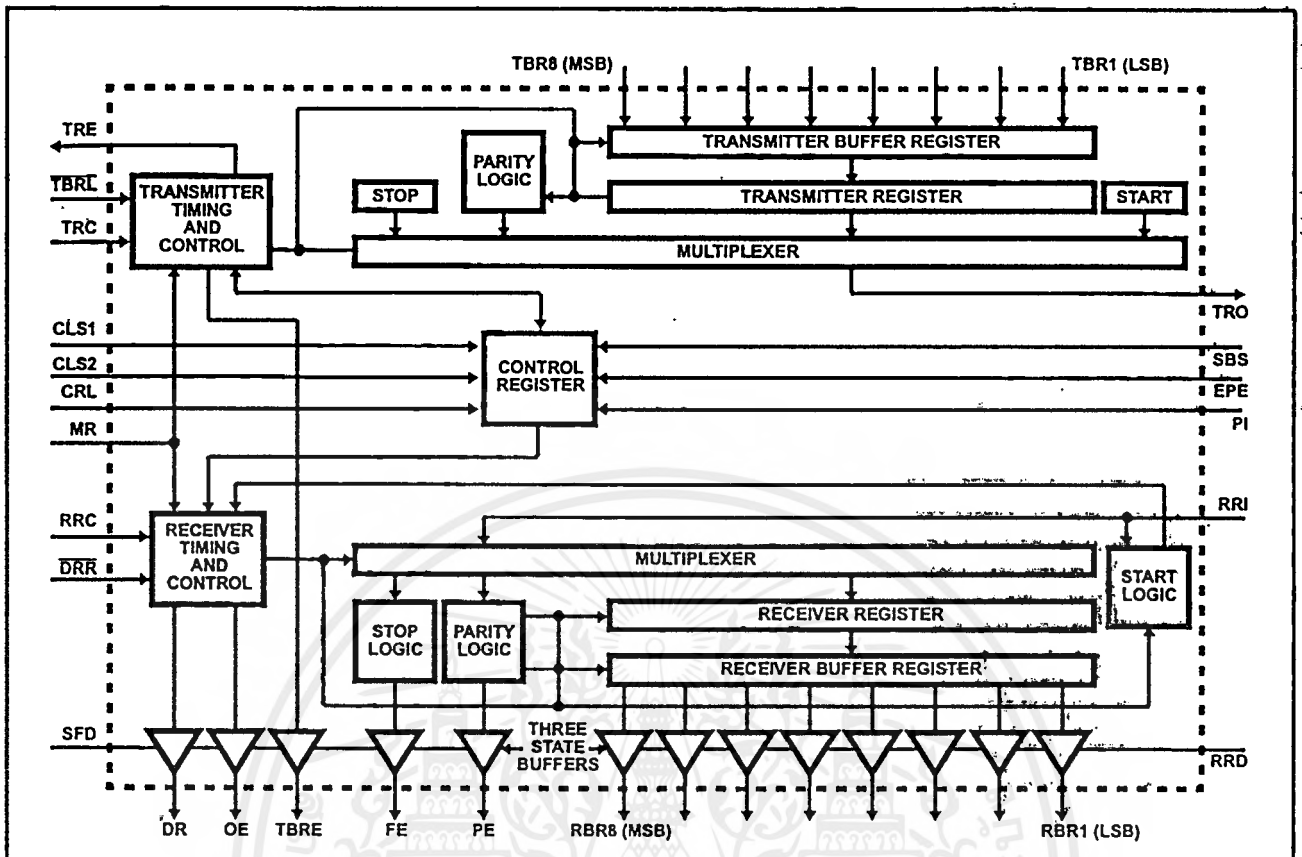 TBR8 (MSB) TBR1 (LSB)
TRE
TRANSMITTER BUFFER REGISTER
PARITY
LOGIC
T̅B̅R̅L̅
TRANSMITTER
TIMING
AND
CONTROL
STOP
TRANSMITTER REGISTER
START
TRC
MULTIPLEXER
TRO
CLS1
CLS2
CRL
MR
CONTROL
REGISTER
SBS
EPE
PI
RRC
D̅R̅R̅
RECEIVER
TIMING
AND
CONTROL
RRI
MULTIPLEXER
START
LOGIC
STOP
LOGIC
PARITY
LOGIC
RECEIVER REGISTER
RECEIVER BUFFER REGISTER
SFD
THREE
STATE
BUFFERS
RRD
DR OE TBRE FE PE RBR8 (MSB) RBR1 (LSB)